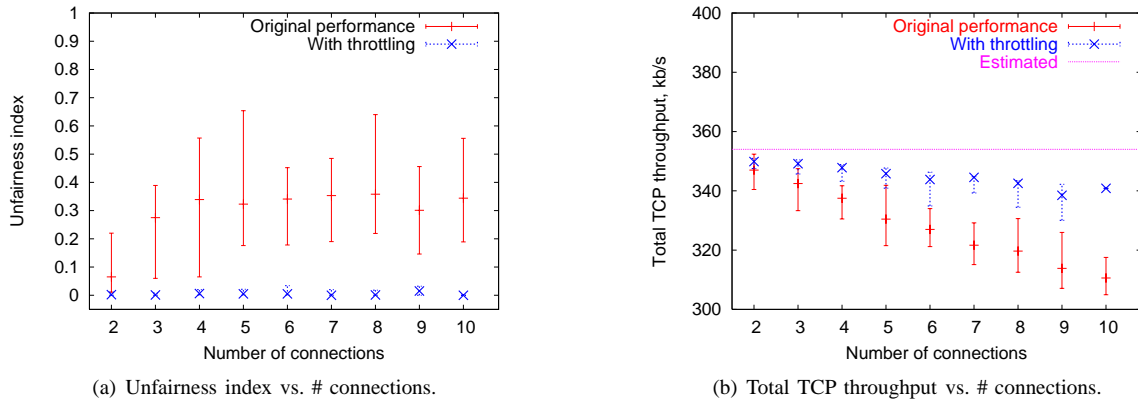 1
0.9
0.8
0.7
0.6
0.5
0.4
0.3
0.2
0.1
0
Unfairness index
Original performance
With throttling
2 3 4 5 6 7 8 9 10
Number of connections
(a) Unfairness index vs. # connections.
400
380
360
340
320
300
Total TCP throughput, kb/s
Original performance
With throttling
Estimated
2 3 4 5 6 7 8 9 10
Number of connections
(b) Total TCP throughput vs. # connections.